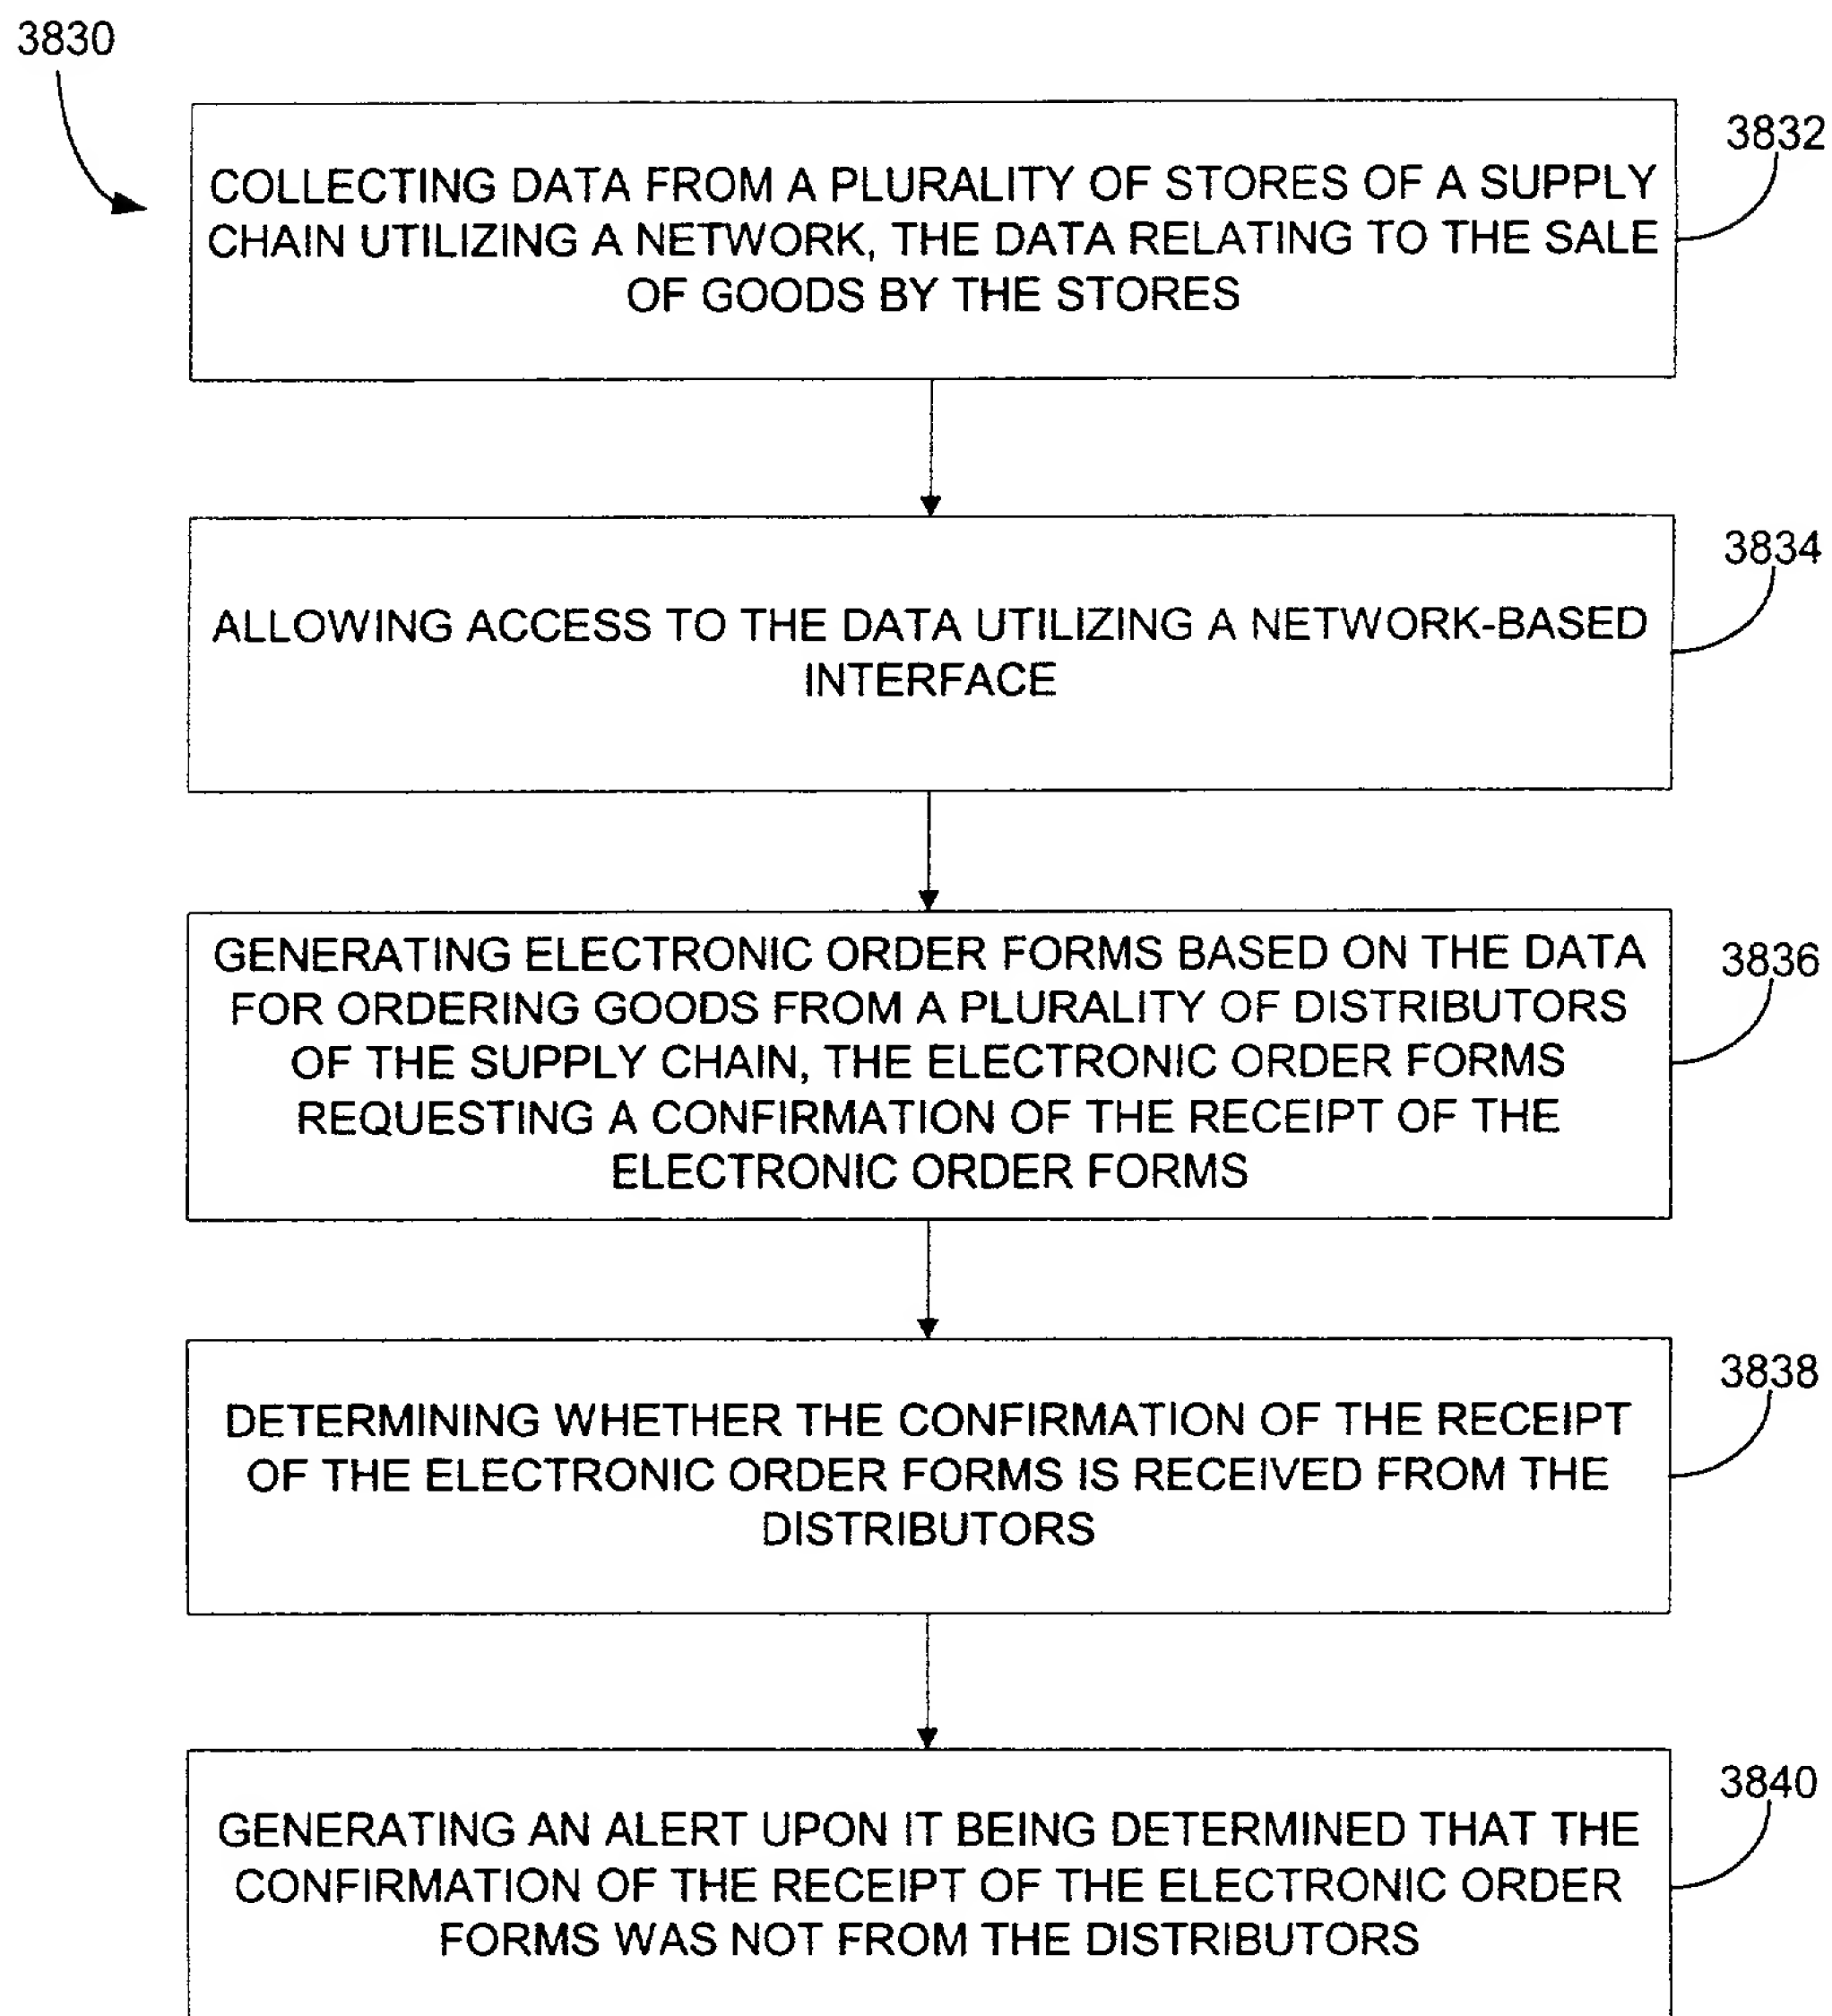 3830
COLLECTING DATA FROM A PLURALITY OF STORES OF A SUPPLY
CHAIN UTILIZING A NETWORK, THE DATA RELATING TO THE SALE
OF GOODS BY THE STORES
3832
ALLOWING ACCESS TO THE DATA UTILIZING A NETWORK-BASED
INTERFACE
3834
GENERATING ELECTRONIC ORDER FORMS BASED ON THE DATA
FOR ORDERING GOODS FROM A PLURALITY OF DISTRIBUTORS
OF THE SUPPLY CHAIN, THE ELECTRONIC ORDER FORMS
REQUESTING A CONFIRMATION OF THE RECEIPT OF THE
ELECTRONIC ORDER FORMS
3836
DETERMINING WHETHER THE CONFIRMATION OF THE RECEIPT
OF THE ELECTRONIC ORDER FORMS IS RECEIVED FROM THE
DISTRIBUTORS
3838
GENERATING AN ALERT UPON IT BEING DETERMINED THAT THE
CONFIRMATION OF THE RECEIPT OF THE ELECTRONIC ORDER
FORMS WAS NOT FROM THE DISTRIBUTORS
3840